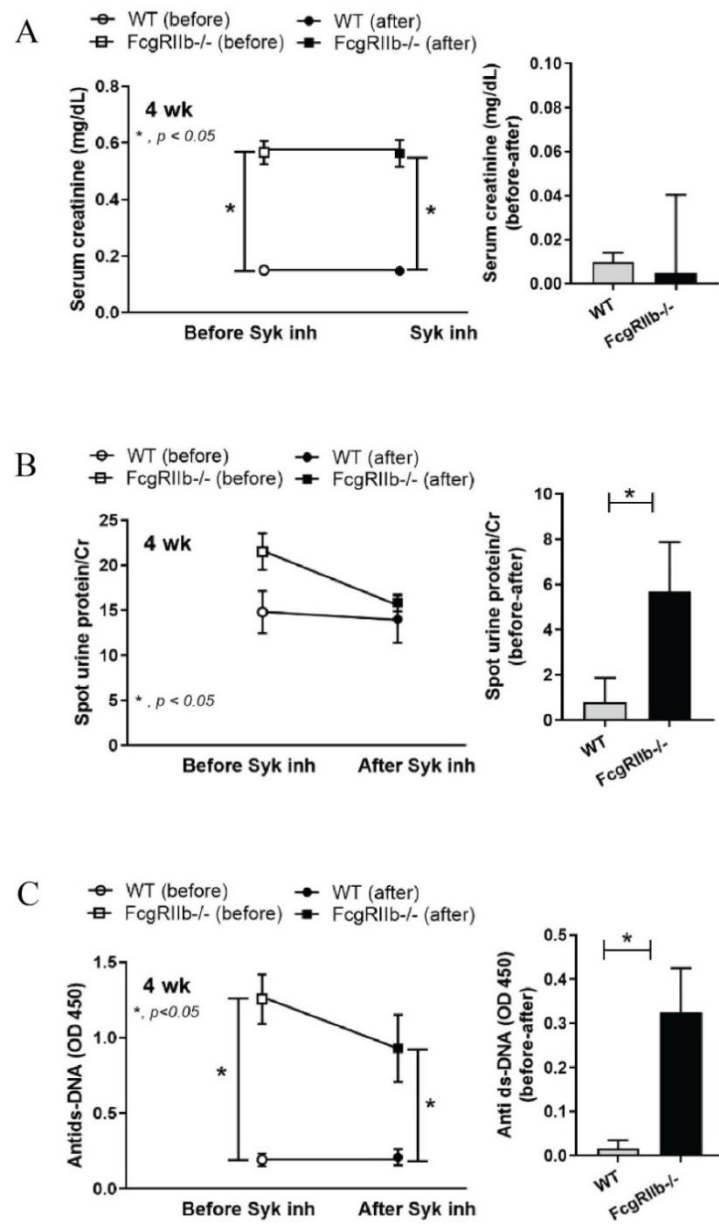 A
WT (before) WT (after)
FcgRIIb-/- (before) FcgRIIb-/- (after)
Serum creatinine (mg/dL)
0.8
0.6
0.4
0.2
0.0
4 wk
*, p < 0.05
*
*
Before Syk inh Syk inh
Serum creatinine (mg/dL)
(before-after)
0.10
0.08
0.06
0.04
0.02
0.00
WT
FcgRIIb-/-
B
WT (before) WT (after)
FcgRIIb-/- (before) FcgRIIb-/- (after)
Spot urine protein/Cr
25
20
15
10
5
0
4 wk
*, p < 0.05
Before Syk inh After Syk inh
Spot urine protein/Cr
(before-after)
10
8
6
4
2
0
*
WT
FcgRIIb-/-
C
WT (before) WT (after)
FcgRIIb-/- (before) FcgRIIb-/- (after)
Antids-DNA (OD 450)
1.5
1.0
0.5
0.0
4 wk
*, p<0.05
*
*
Before Syk inh After Syk inh
Anti ds-DNA (OD 450)
(before-after)
0.5
0.4
0.3
0.2
0.1
0.0
*
WT
FcgRIIb-/-